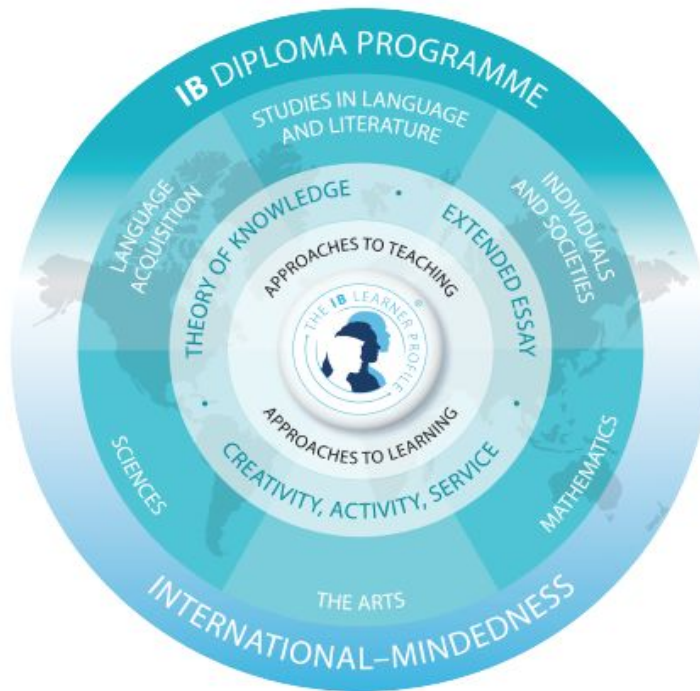 IB DIPLOMA PROGRAMME
STUDIES IN LANGUAGE
AND LITERATURE
LANGUAGE
ACQUISITION
INDIVIDUALS
AND SOCIETIES
THEORY OF KNOWLEDGE •
EXTENDED ESSAY
APPROACHES TO TEACHING
THE IB LEARNER PROFILE ®
APPROACHES TO LEARNING
• CREATIVITY, ACTIVITY, SERVICE •
SCIENCES
MATHEMATICS
THE ARTS
INTERNATIONAL–MINDEDNESS